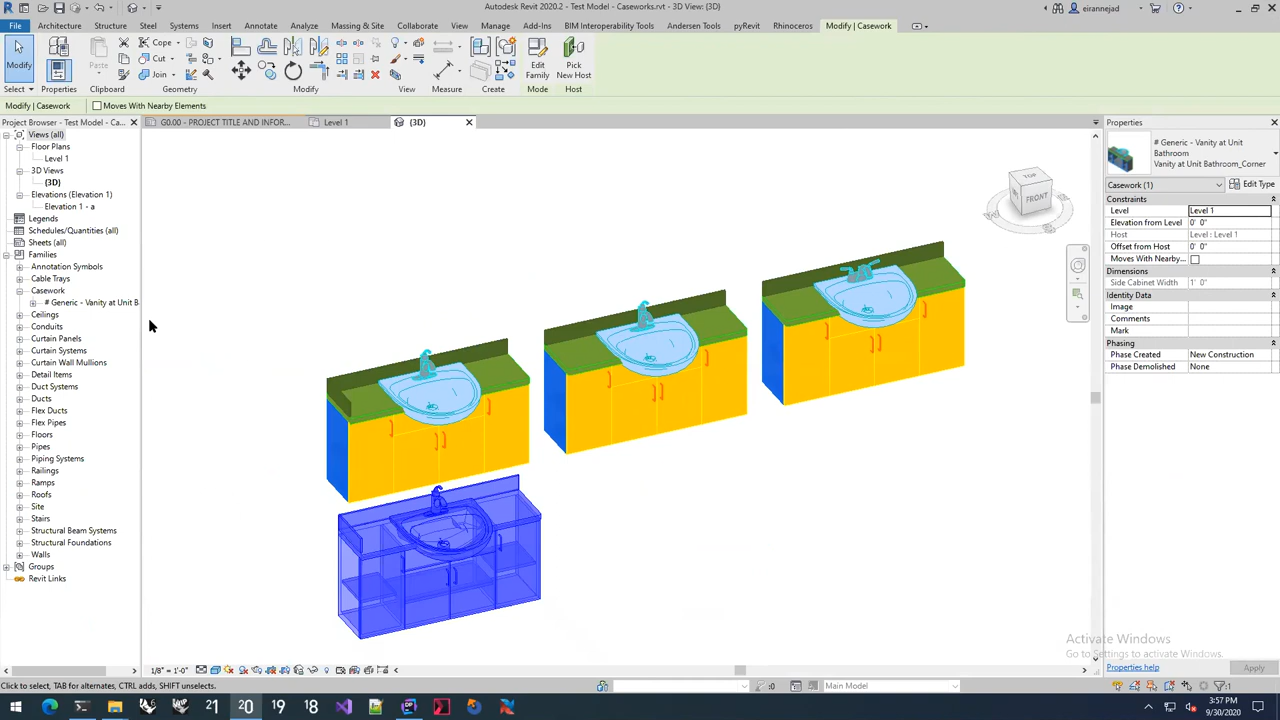 Autodesk Revit 2020.2 - Test Model - Caseworks.rvt - 3D View: {3D}
eirannejad
File Architecture Structure Steel Systems Insert Annotate Analyze Massing & Site Collaborate View Manage Add-Ins BIM Interoperability Tools Andersen Tools pyRevit Rhinoceros Modify | Casework
Modify Paste Cope Cut Join Edit Family Pick New Host
Select Properties Clipboard Geometry Modify View Measure Create Mode Host
Modify | Casework Moves With Nearby Elements
Project Browser - Test Model - Ca...
G0.00 - PROJECT TITLE AND INFOR...
Level 1
{3D}
Properties
Views (all)
Floor Plans
Level 1
3D Views
{3D}
Elevations (Elevation 1)
Elevation 1 - a
Legends
Schedules/Quantities (all)
Sheets (all)
Families
Annotation Symbols
Cable Trays
Casework
# Generic - Vanity at Unit B
Ceilings
Conduits
Curtain Panels
Curtain Systems
Curtain Wall Mullions
Detail Items
Duct Systems
Ducts
Flex Ducts
Flex Pipes
Floors
Pipes
Piping Systems
Railings
Ramps
Roofs
Site
Stairs
Structural Beam Systems
Structural Foundations
Walls
Groups
Revit Links
TOP
FRONT
# Generic - Vanity at Unit
Bathroom
Vanity at Unit Bathroom_Corner
Casework (1) Edit Type
Constraints
Level Level 1
Elevation from Level 0' 0"
Host Level : Level 1
Offset from Host 0' 0"
Moves With Nearby...
Dimensions
Side Cabinet Width 1' 0"
Identity Data
Image
Comments
Mark
Phasing
Phase Created New Construction
Phase Demolished None
Activate Windows
Go to Settings to activate Windows.
Properties help Apply
1/8" = 1'-0"
Click to select, TAB for alternates, CTRL adds, SHIFT unselects.
:0 Main Model :1
21 20 19 18
3:57 PM
9/30/2020